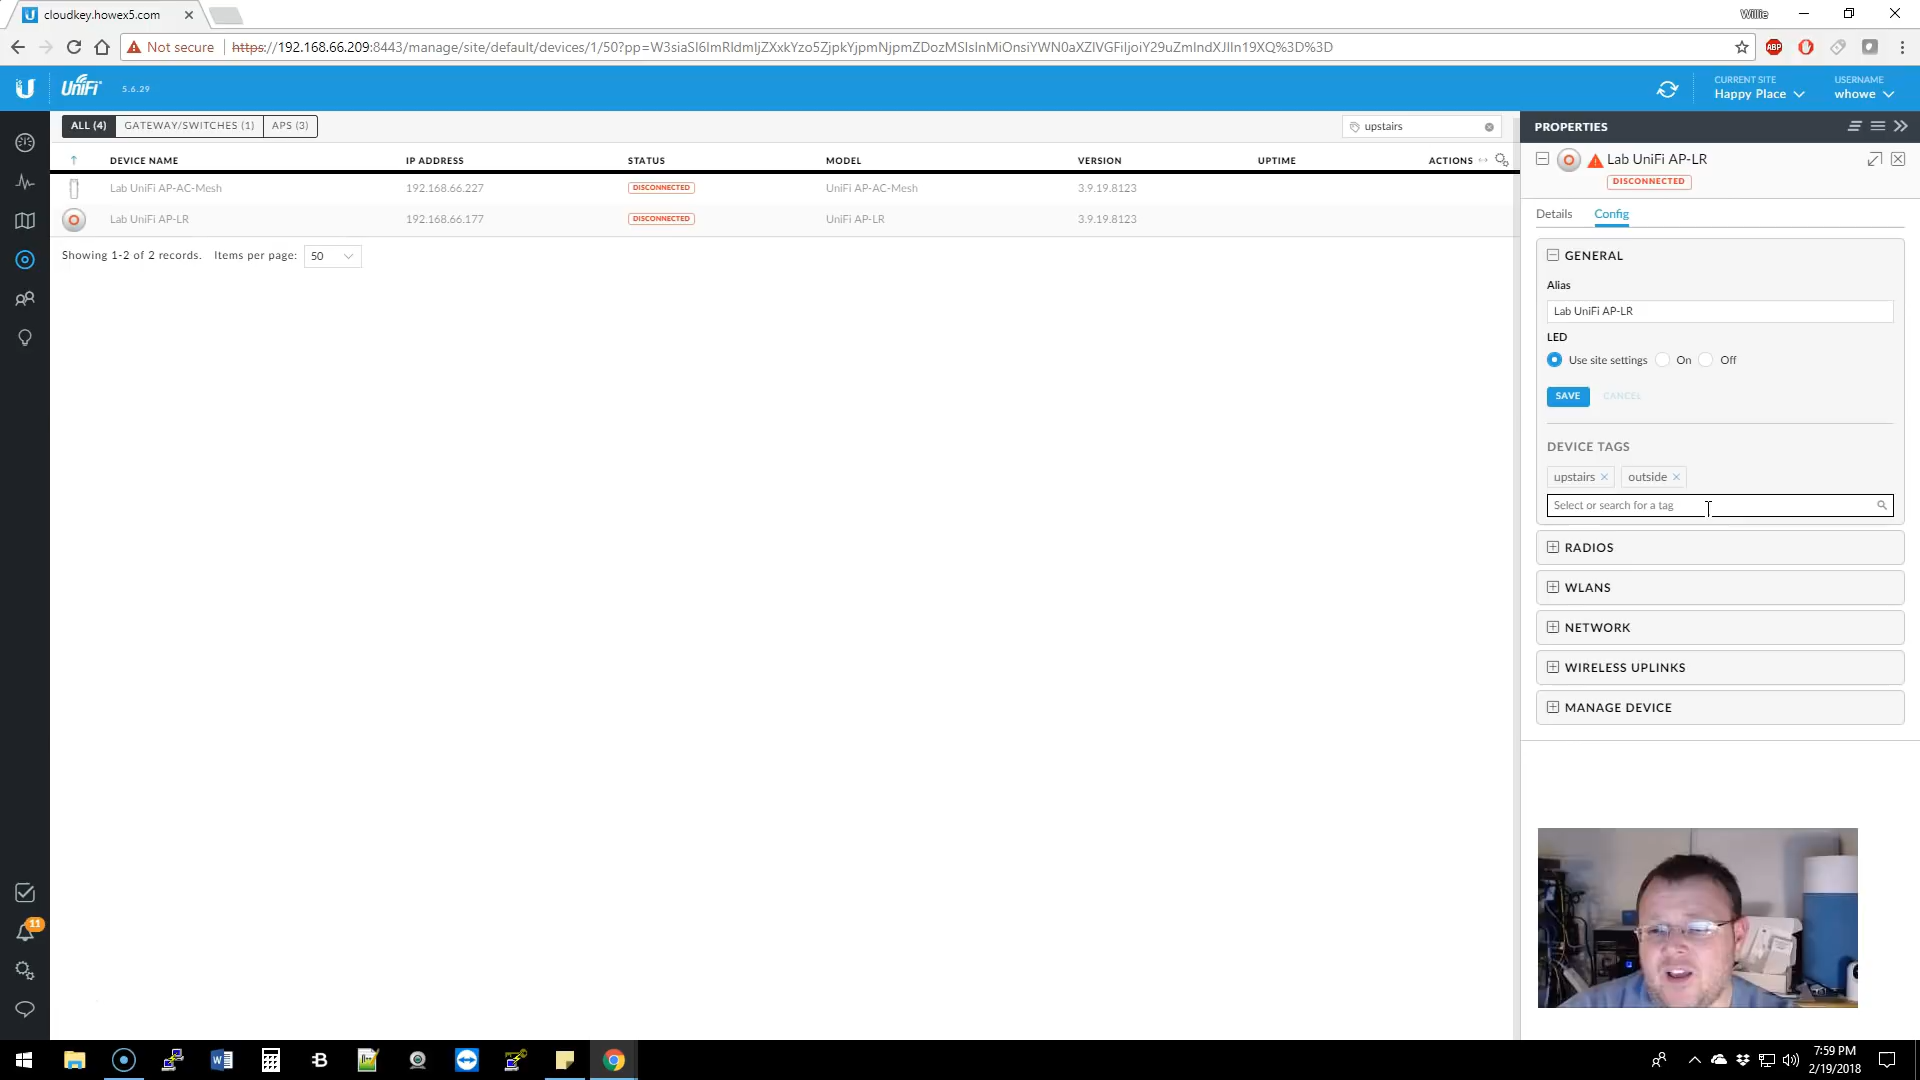 cloudkey.howex5.com
Willie
Not secure
https://192.168.66.209:8443/manage/site/default/devices/1/50?pp=
UniFi 5.6.29
CURRENT SITE
Happy Place
USERNAME
whowe
ALL (4) GATEWAY/SWITCHES (1) APS (3)
upstairs
DEVICE NAME IP ADDRESS STATUS MODEL VERSION UPTIME ACTIONS
Lab UniFi AP-AC-Mesh 192.168.66.227 DISCONNECTED UniFi AP-AC-Mesh 3.9.19.8123
Lab UniFi AP-LR 192.168.66.177 DISCONNECTED UniFi AP-LR 3.9.19.8123
Showing 1-2 of 2 records. Items per page: 50
PROPERTIES
Lab UniFi AP-LR
DISCONNECTED
Details Config
GENERAL
Alias
Lab UniFi AP-LR
LED
Use site settings On Off
SAVE CANCEL
DEVICE TAGS
upstairs outside
Select or search for a tag
RADIOS
WLANS
NETWORK
WIRELESS UPLINKS
MANAGE DEVICE
11
ABP
7:59 PM
2/19/2018